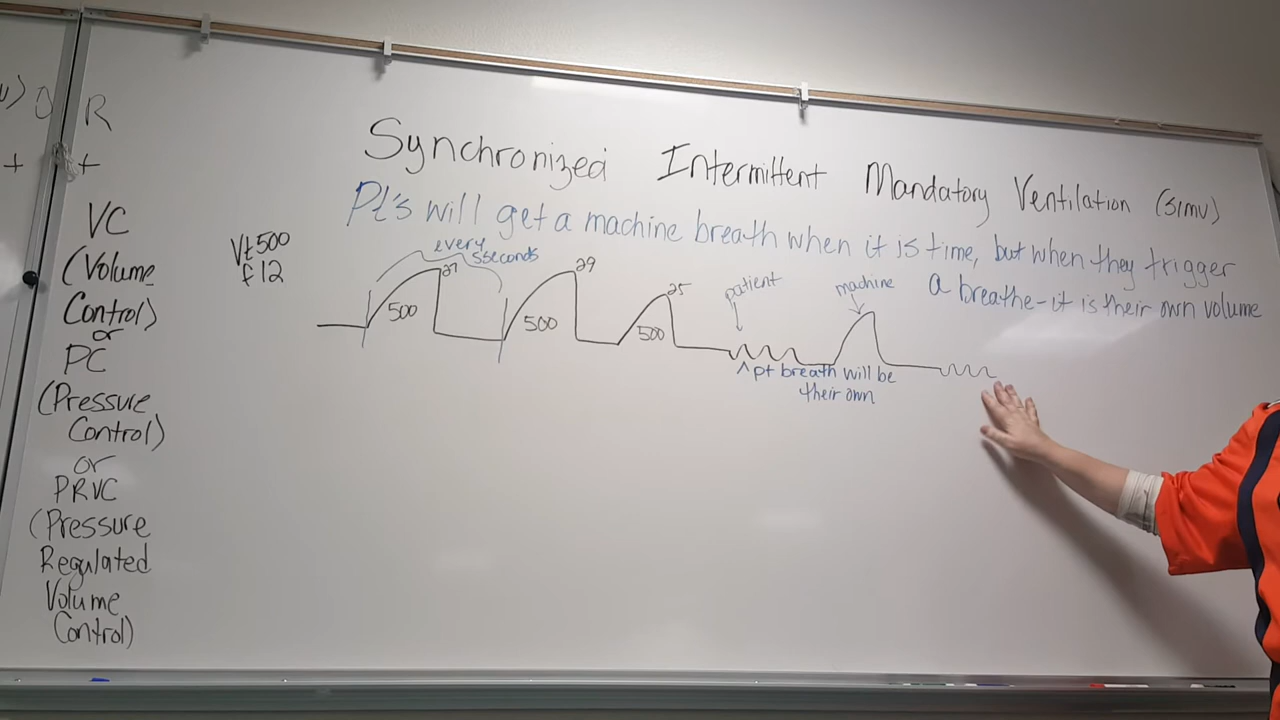 O R
+ +
VC
(Volume
Control)
or
PC
(Pressure
Control)
or
PRVC
(Pressure
Regulated
Volume
Control)
Synchronized Intermittent Mandatory Ventilation (SIMV)
Pt's will get a machine breath when it is time, but when they trigger
a breathe - it is their own volume
Vt 500
f 12
every
5seconds
27
29
25
500
500
500
patient
machine
^ pt breath will be
their own